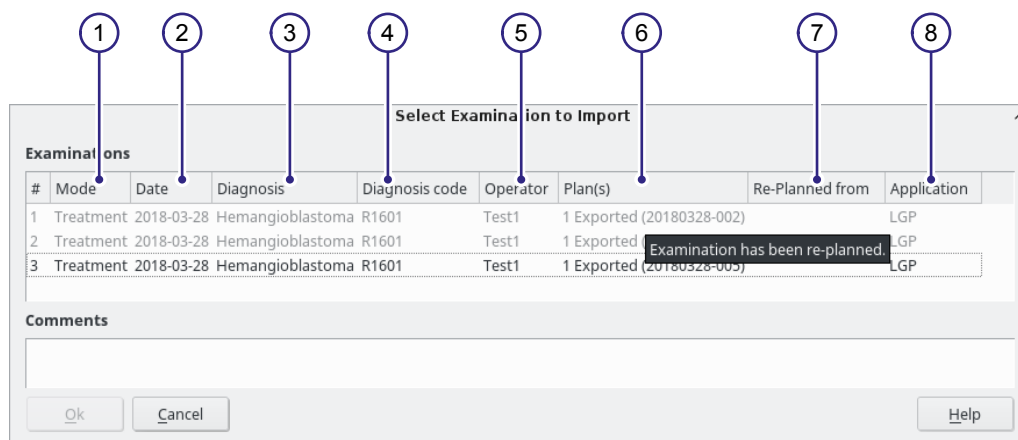 1 2 3 4 5 6 7 8
Select Examination to Import
Examinations
# Mode Date Diagnosis Diagnosis code Operator Plan(s) Re-Planned from Application
1 Treatment 2018-03-28 Hemangioblastoma R1601 Test1 1 Exported (20180328-002) LGP
2 Treatment 2018-03-28 Hemangioblastoma R1601 Test1 1 Exported LGP
Examination has been re-planned.
3 Treatment 2018-03-28 Hemangioblastoma R1601 Test1 1 Exported (20180328-005) LGP
Comments
Ok Cancel Help